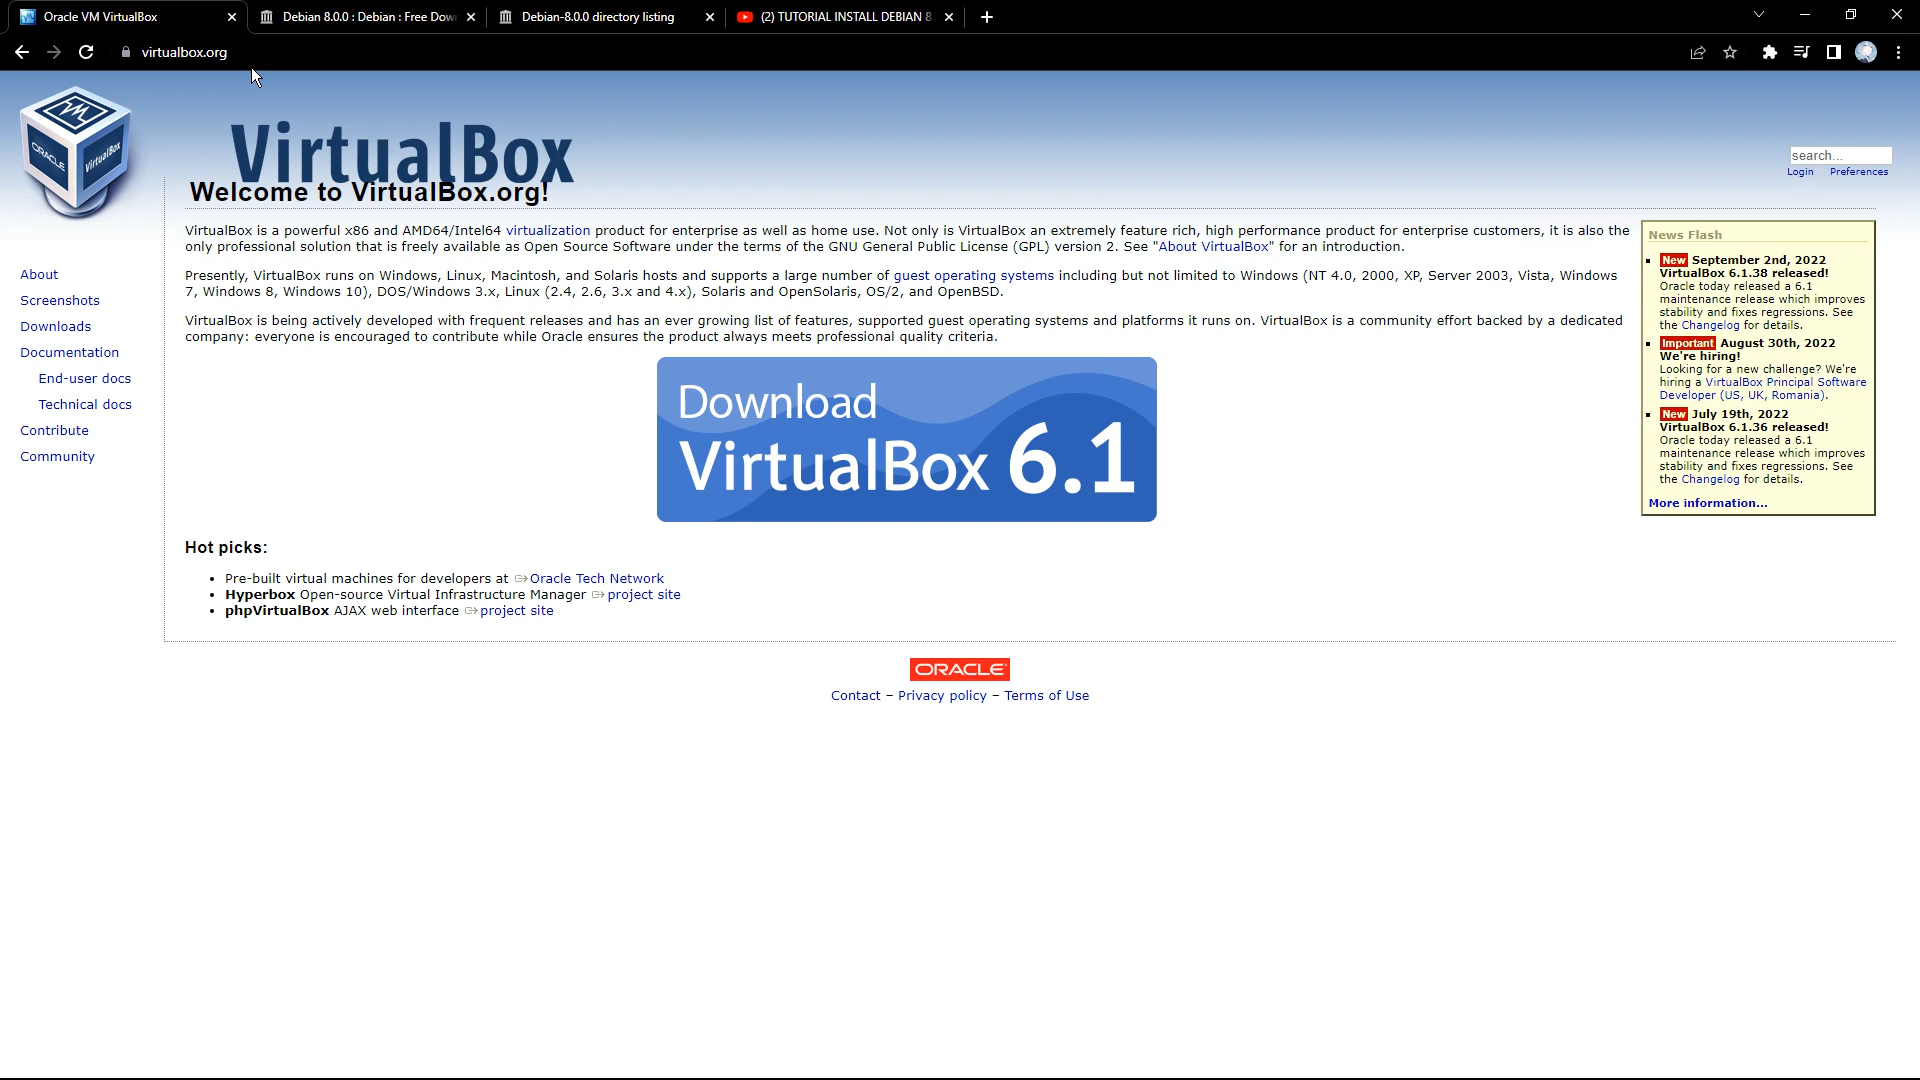 Oracle VM VirtualBox
Debian 8.0.0 : Debian : Free Dow
Debian-8.0.0 directory listing
(2) TUTORIAL INSTALL DEBIAN 8
virtualbox.org
ORACLE
VirtualBox
VirtualBox
search...
Login Preferences
Welcome to VirtualBox.org!
VirtualBox is a powerful x86 and AMD64/Intel64 virtualization product for enterprise as well as home use. Not only is VirtualBox an extremely feature rich, high performance product for enterprise customers, it is also the
only professional solution that is freely available as Open Source Software under the terms of the GNU General Public License (GPL) version 2. See "About VirtualBox" for an introduction.
Presently, VirtualBox runs on Windows, Linux, Macintosh, and Solaris hosts and supports a large number of guest operating systems including but not limited to Windows (NT 4.0, 2000, XP, Server 2003, Vista, Windows
7, Windows 8, Windows 10), DOS/Windows 3.x, Linux (2.4, 2.6, 3.x and 4.x), Solaris and OpenSolaris, OS/2, and OpenBSD.
VirtualBox is being actively developed with frequent releases and has an ever growing list of features, supported guest operating systems and platforms it runs on. VirtualBox is a community effort backed by a dedicated
company: everyone is encouraged to contribute while Oracle ensures the product always meets professional quality criteria.
About
Screenshots
Downloads
Documentation
End-user docs
Technical docs
Contribute
Community
Download
VirtualBox 6.1
Hot picks:
• Pre-built virtual machines for developers at Oracle Tech Network
• Hyperbox Open-source Virtual Infrastructure Manager project site
• phpVirtualBox AJAX web interface project site
News Flash
New September 2nd, 2022
VirtualBox 6.1.38 released!
Oracle today released a 6.1
maintenance release which improves
stability and fixes regressions. See
the Changelog for details.
Important August 30th, 2022
We're hiring!
Looking for a new challenge? We're
hiring a VirtualBox Principal Software
Developer (US, UK, Romania).
New July 19th, 2022
VirtualBox 6.1.36 released!
Oracle today released a 6.1
maintenance release which improves
stability and fixes regressions. See
the Changelog for details.
More information...
ORACLE
Contact – Privacy policy – Terms of Use